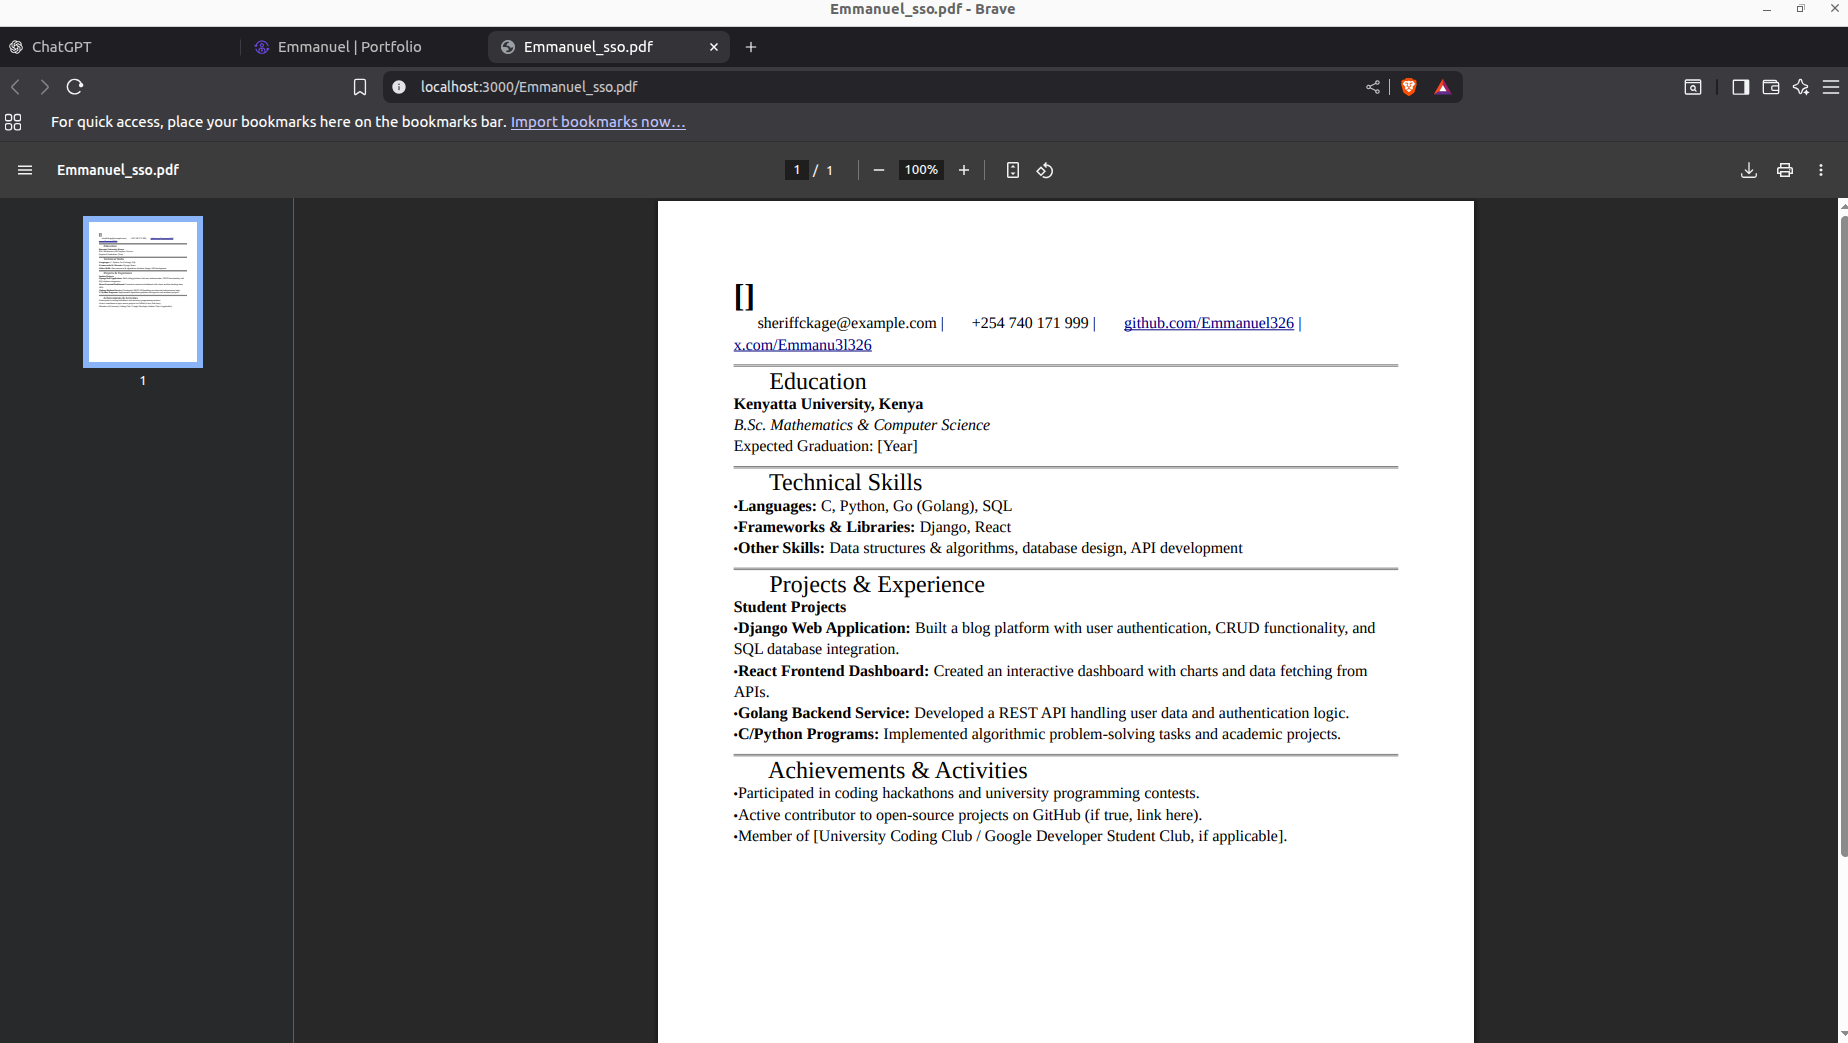 Emmanuel_sso.pdf - Brave
ChatGPT
Emmanuel | Portfolio
Emmanuel_sso.pdf
localhost:3000/Emmanuel_sso.pdf
For quick access, place your bookmarks here on the bookmarks bar. Import bookmarks now...
Emmanuel_sso.pdf
1 / 1
100%
1
[]
sheriffckage@example.com | +254 740 171 999 | github.com/Emmanuel326 |
x.com/Emmanu3l326
Education
Kenyatta University, Kenya
B.Sc. Mathematics & Computer Science
Expected Graduation: [Year]
Technical Skills
•Languages: C, Python, Go (Golang), SQL
•Frameworks & Libraries: Django, React
•Other Skills: Data structures & algorithms, database design, API development
Projects & Experience
Student Projects
•Django Web Application: Built a blog platform with user authentication, CRUD functionality, and
SQL database integration.
•React Frontend Dashboard: Created an interactive dashboard with charts and data fetching from
APIs.
•Golang Backend Service: Developed a REST API handling user data and authentication logic.
•C/Python Programs: Implemented algorithmic problem-solving tasks and academic projects.
Achievements & Activities
•Participated in coding hackathons and university programming contests.
•Active contributor to open-source projects on GitHub (if true, link here).
•Member of [University Coding Club / Google Developer Student Club, if applicable].